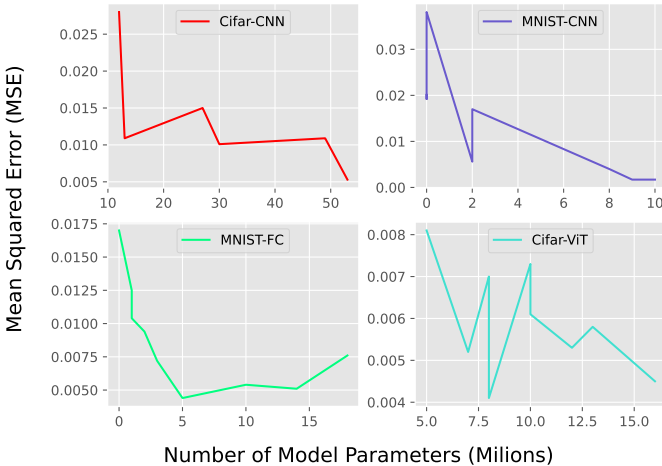 Mean Squared Error (MSE)
Cifar-CNN
0.025
0.020
0.015
0.010
0.005
10 20 30 40 50
MNIST-CNN
0.03
0.02
0.01
0.00
0 2 4 6 8 10
MNIST-FC
0.0175
0.0150
0.0125
0.0100
0.0075
0.0050
0 5 10 15
Cifar-ViT
0.008
0.007
0.006
0.005
0.004
5.0 7.5 10.0 12.5 15.0
Number of Model Parameters (Milions)